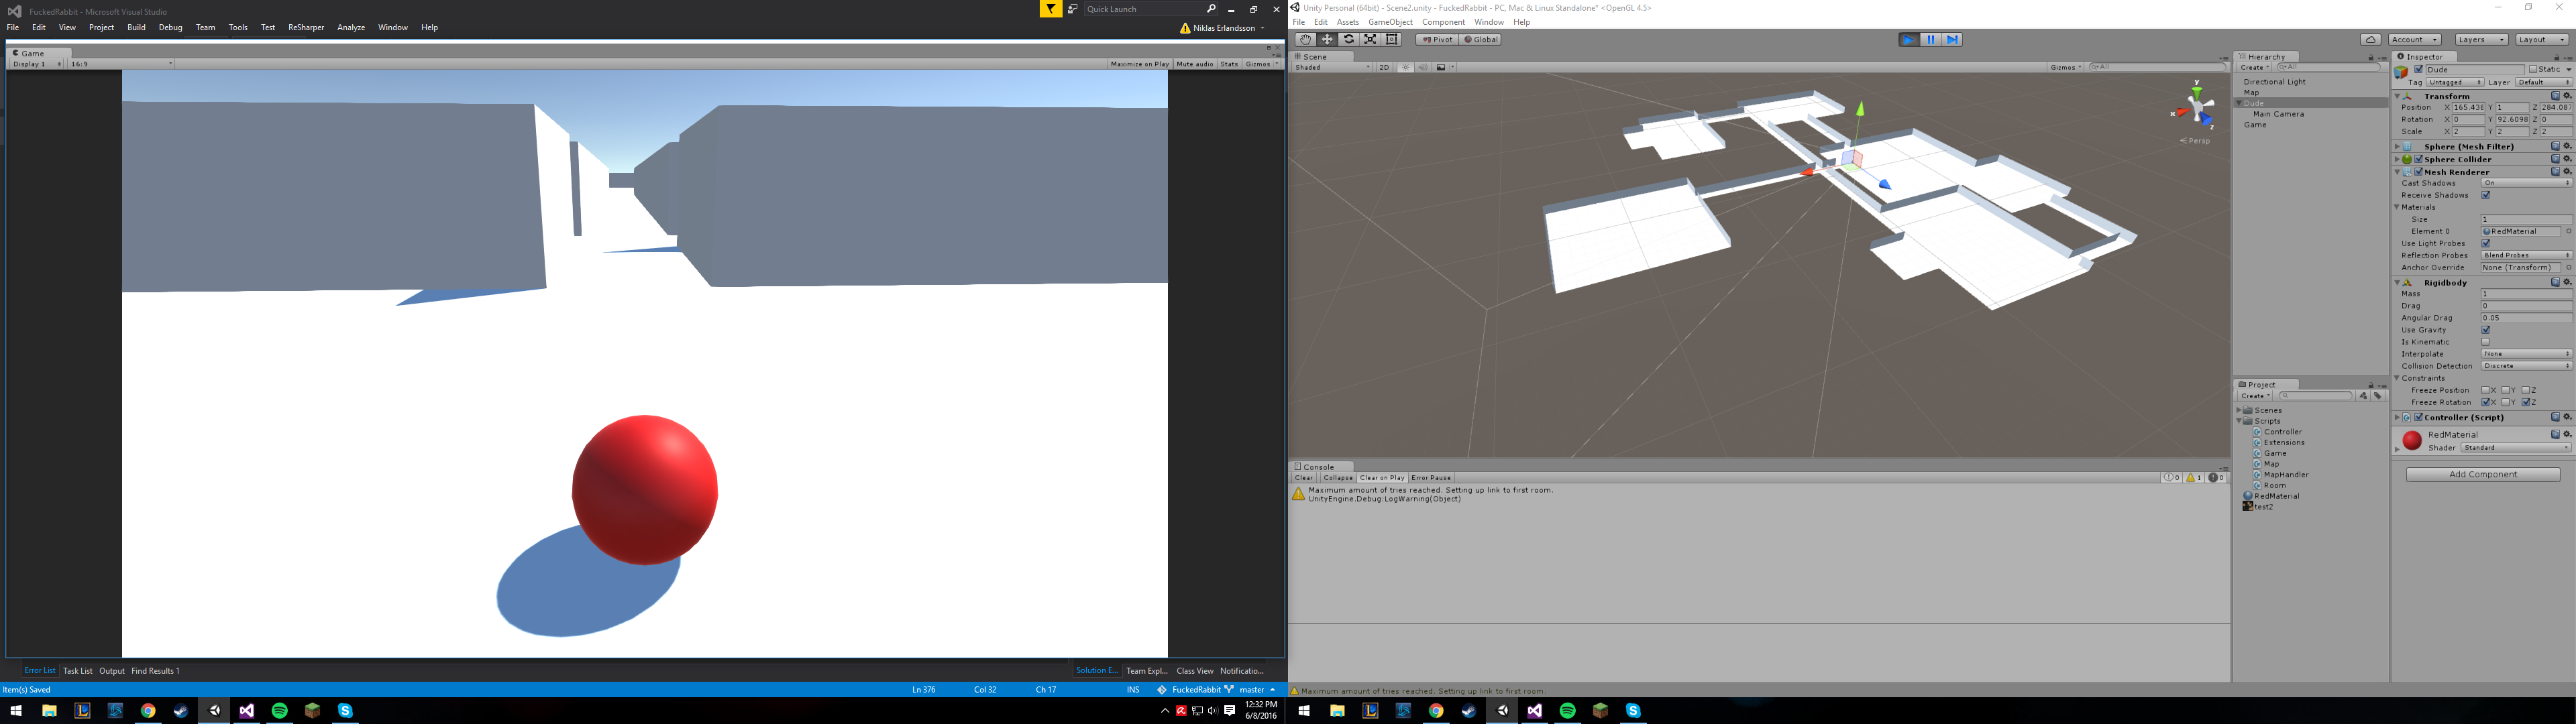 FuckedRabbit - Microsoft Visual Studio
Quick Launch
File Edit View Project Build Debug Team Tools Test ReSharper Analyze Window Help
Niklas Erlandsson
Game
Display 1 16:9 Maximize on Play Mute audio Stats Gizmos
Error List Task List Output Find Results 1
Solution E... Team Expl... Class View Notificatio...
Item(s) Saved Ln 376 Col 32 Ch 17 INS FuckedRabbit master
12:32 PM
6/8/2016
Unity Personal (64bit) - Scene2.unity - FuckedRabbit - PC, Mac & Linux Standalone* <OpenGL 4.5>
File Edit Assets GameObject Component Window Help
Pivot Global
Account Layers Layout
Scene
Shaded 2D Gizmos All
y
x
z
Persp
Console
Clear Collapse Clear on Play Error Pause 0 1 0
Maximum amount of tries reached. Setting up link to first room.
UnityEngine.Debug:LogWarning(Object)
Maximum amount of tries reached. Setting up link to first room.
Hierarchy
Create All
Directional Light
Map
Dude
Main Camera
Game
Project
Create
Scenes
Scripts
Controller
Extensions
Game
Map
MapHandler
Room
RedMaterial
test2
Inspector
Dude Static
Tag Untagged Layer Default
Transform
Position X 165.438 Y 1 Z 284.087
Rotation X 0 Y 92.6098 Z 0
Scale X 2 Y 2 Z 2
Sphere (Mesh Filter)
Sphere Collider
Mesh Renderer
Cast Shadows On
Receive Shadows
Materials
Size 1
Element 0 RedMaterial
Use Light Probes
Reflection Probes Blend Probes
Anchor Override None (Transform)
Rigidbody
Mass 1
Drag 0
Angular Drag 0.05
Use Gravity
Is Kinematic
Interpolate None
Collision Detection Discrete
Constraints
Freeze Position X Y Z
Freeze Rotation X Y Z
Controller (Script)
RedMaterial
Shader Standard
Add Component